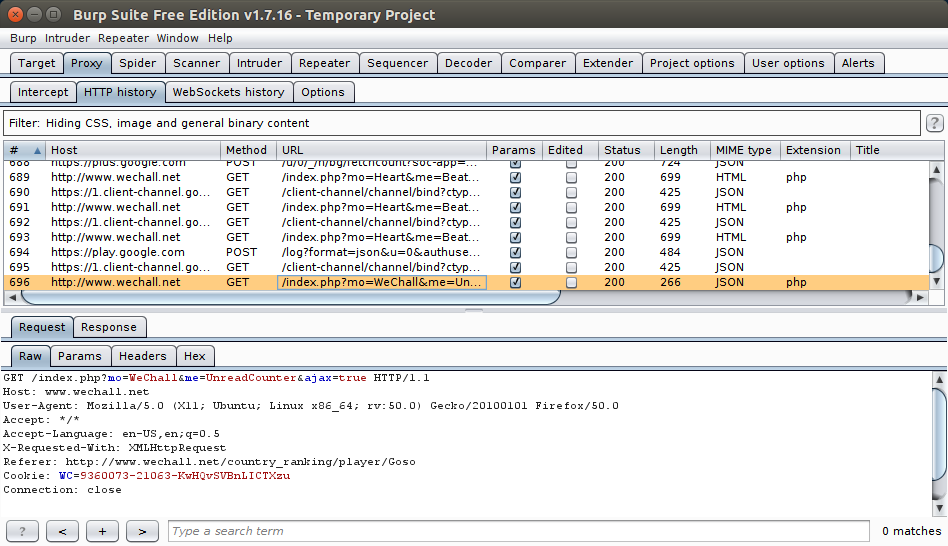 Burp Suite Free Edition v1.7.16 - Temporary Project
Burp Intruder Repeater Window Help
Target Proxy Spider Scanner Intruder Repeater Sequencer Decoder Comparer Extender Project options User options Alerts
Intercept HTTP history WebSockets history Options
Filter: Hiding CSS, image and general binary content ?
# Host Method URL Params Edited Status Length MIME type Extension Title
688 https://plus.google.com POST /u/0/_/n/bg/fetchcount?soc-app=... 200 724 JSON
689 http://www.wechall.net GET /index.php?mo=Heart&me=Beat... 200 699 HTML php
690 https://1.client-channel.go... GET /client-channel/channel/bind?ctyp... 200 425 JSON
691 http://www.wechall.net GET /index.php?mo=Heart&me=Beat... 200 699 HTML php
692 https://1.client-channel.go... GET /client-channel/channel/bind?ctyp... 200 425 JSON
693 http://www.wechall.net GET /index.php?mo=Heart&me=Beat... 200 699 HTML php
694 https://play.google.com POST /log?format=json&u=0&authuse... 200 484 JSON
695 https://1.client-channel.go... GET /client-channel/channel/bind?ctyp... 200 425 JSON
696 http://www.wechall.net GET /index.php?mo=WeChall&me=Un... 200 266 JSON php
Request Response
Raw Params Headers Hex
GET /index.php?mo=WeChall&me=UnreadCounter&ajax=true HTTP/1.1
Host: www.wechall.net
User-Agent: Mozilla/5.0 (X11; Ubuntu; Linux x86_64; rv:50.0) Gecko/20100101 Firefox/50.0
Accept: */*
Accept-Language: en-US,en;q=0.5
X-Requested-With: XMLHttpRequest
Referer: http://www.wechall.net/country_ranking/player/Goso
Cookie: WC=9360073-21063-KwHQvSVBnLICTXzu
Connection: close
? < + > Type a search term 0 matches